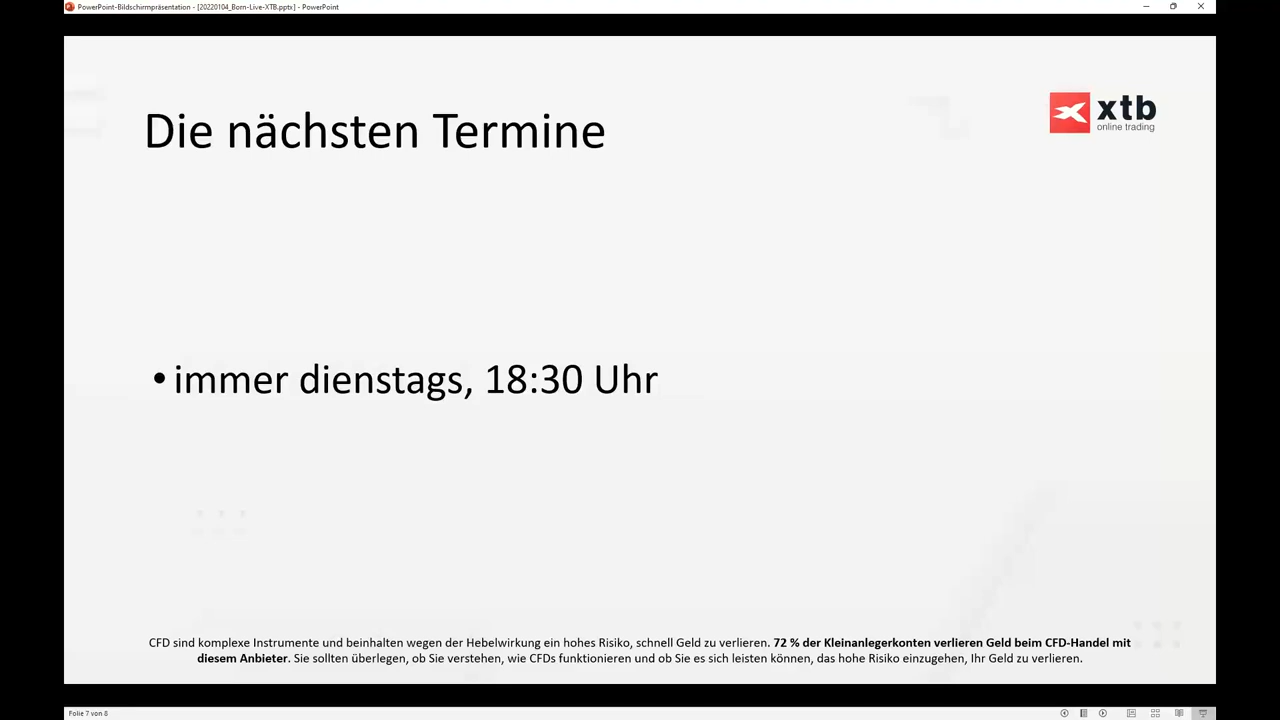 PowerPoint-Bildschirmpräsentation - [20220104_Born-Live-XTB.pptx] - PowerPoint
Die nächsten Termine
xtb
online trading
• immer dienstags, 18:30 Uhr
CFD sind komplexe Instrumente und beinhalten wegen der Hebelwirkung ein hohes Risiko, schnell Geld zu verlieren. 72 % der Kleinanlegerkonten verlieren Geld beim CFD-Handel mit
diesem Anbieter. Sie sollten überlegen, ob Sie verstehen, wie CFDs funktionieren und ob Sie es sich leisten können, das hohe Risiko einzugehen, Ihr Geld zu verlieren.
Folie 7 von 8